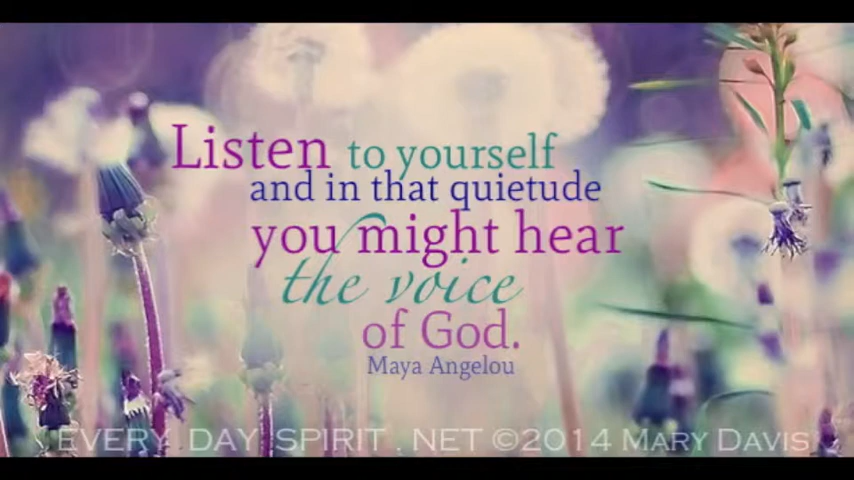 Listen to yourself
and in that quietude
you might hear
the voice
of God.
Maya Angelou
EVERY DAY SPIRIT . NET ©2014 MARY DAVIS